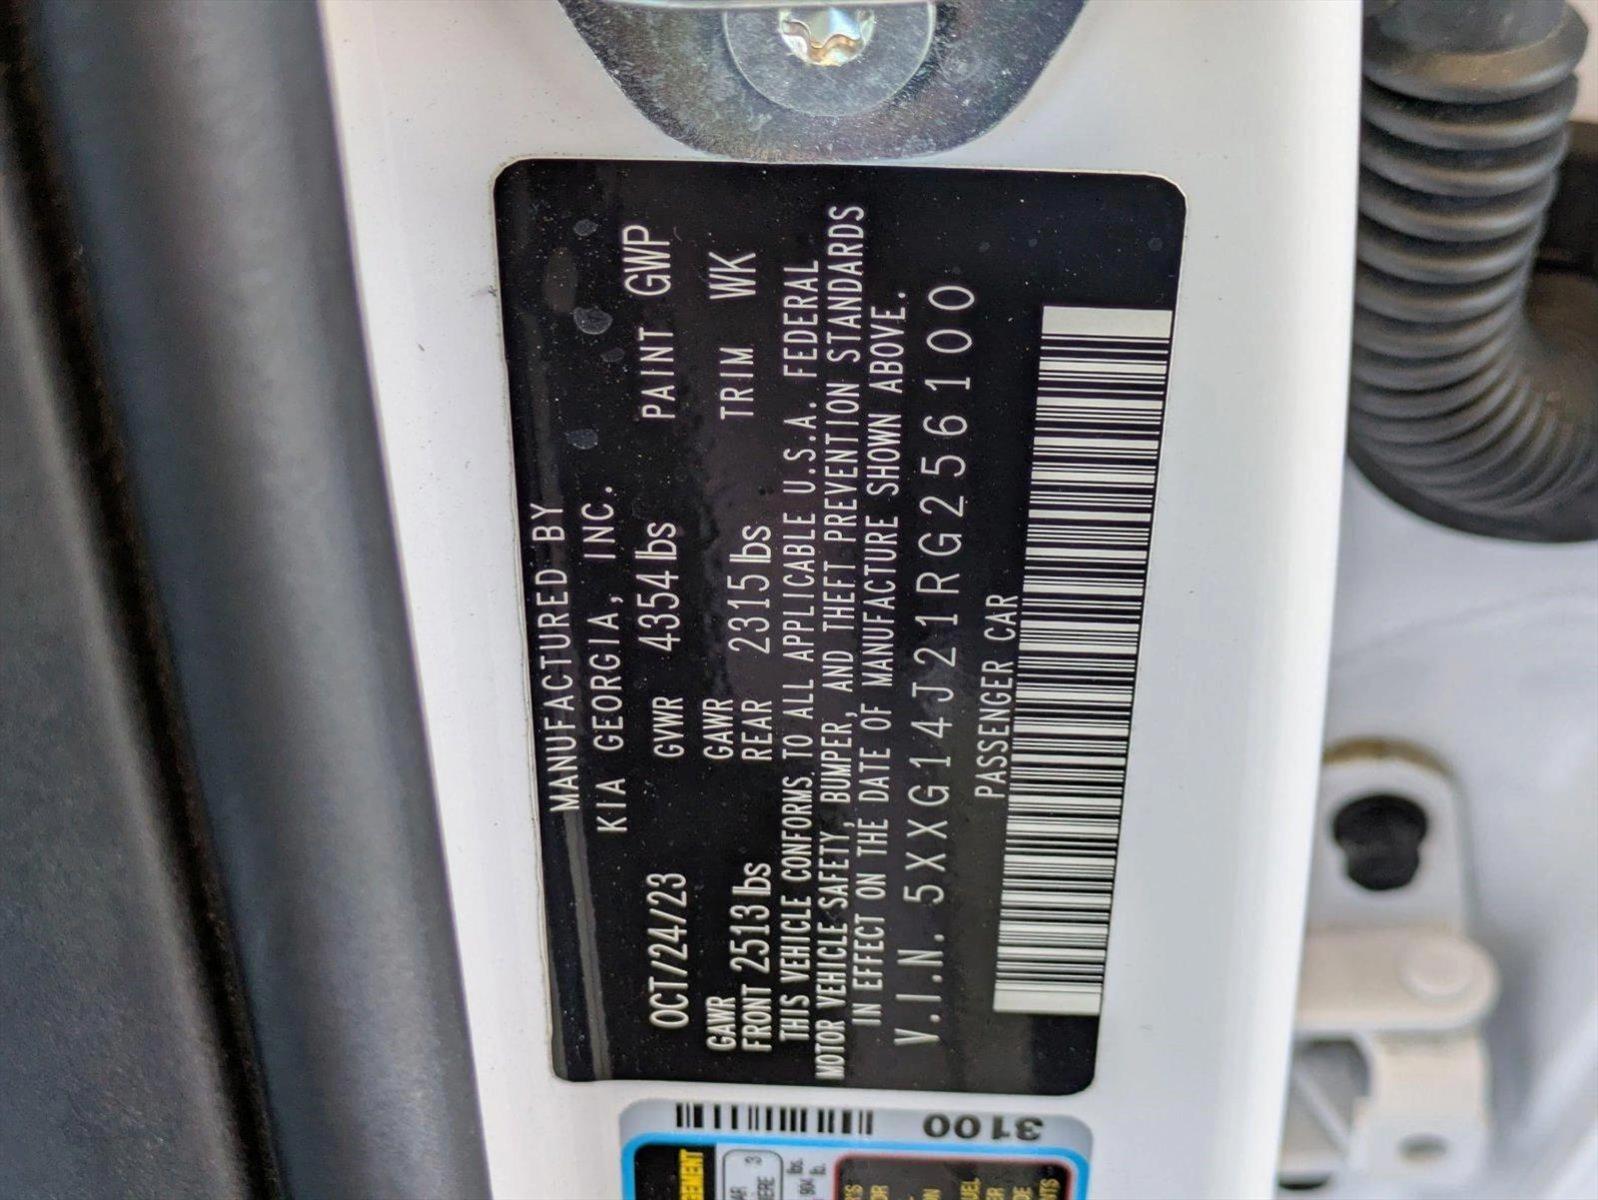 MANUFACTURED BY
KIA GEORGIA, INC.
OCT/24/23 GVWR 4354lbs PAINT GWP
GAWR FRONT 2513lbs GAWR REAR 2315lbs TRIM WK
THIS VEHICLE CONFORMS TO ALL APPLICABLE U.S.A. FEDERAL
MOTOR VEHICLE SAFETY, BUMPER, AND THEFT PREVENTION STANDARDS
IN EFFECT ON THE DATE OF MANUFACTURE SHOWN ABOVE.
V.I.N. 5XXG14J21RG256100
PASSENGER CAR
3100